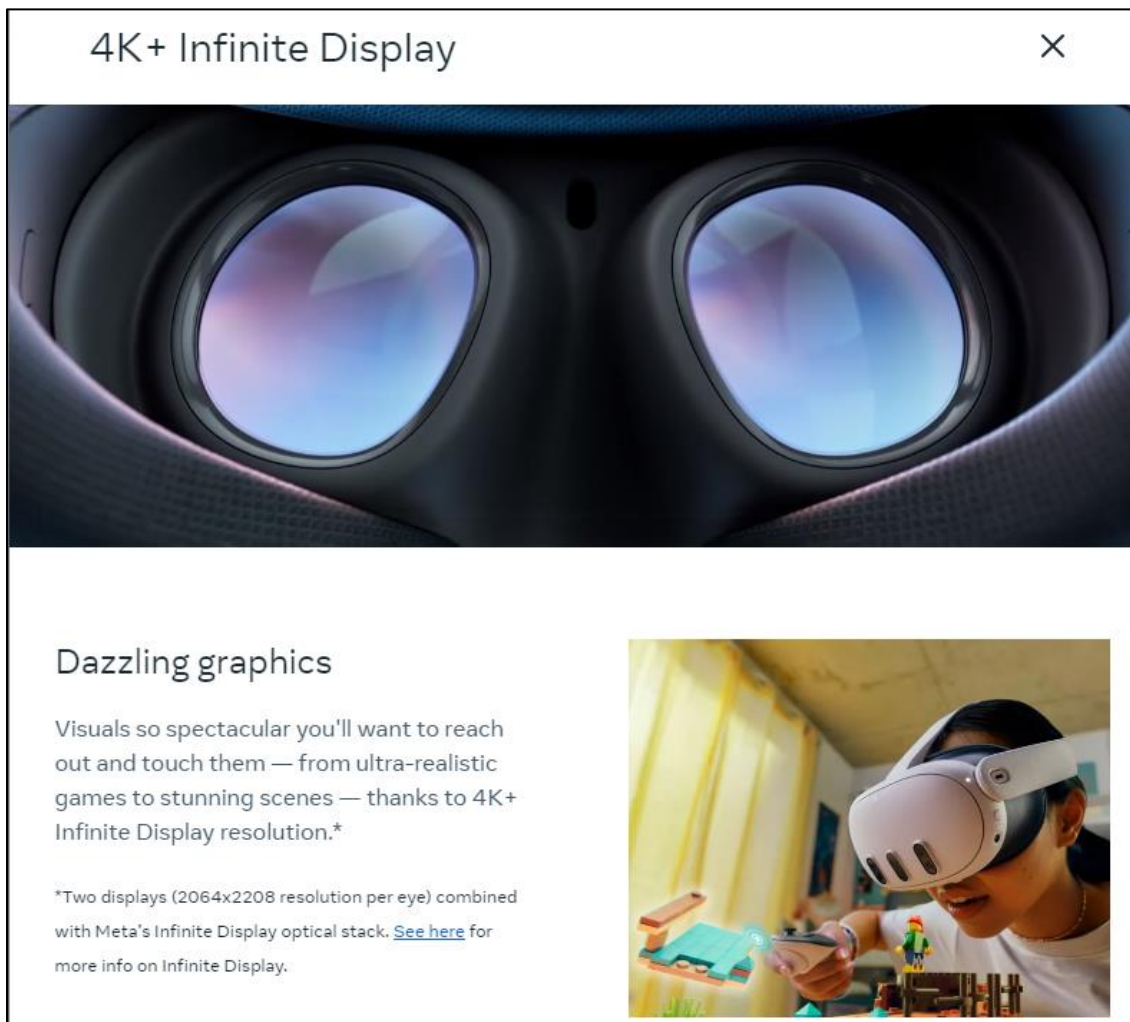 4K+ Infinite Display
Dazzling graphics
Visuals so spectacular you'll want to reach
out and touch them — from ultra-realistic
games to stunning scenes — thanks to 4K+
Infinite Display resolution.*
*Two displays (2064x2208 resolution per eye) combined
with Meta's Infinite Display optical stack. See here for
more info on Infinite Display.